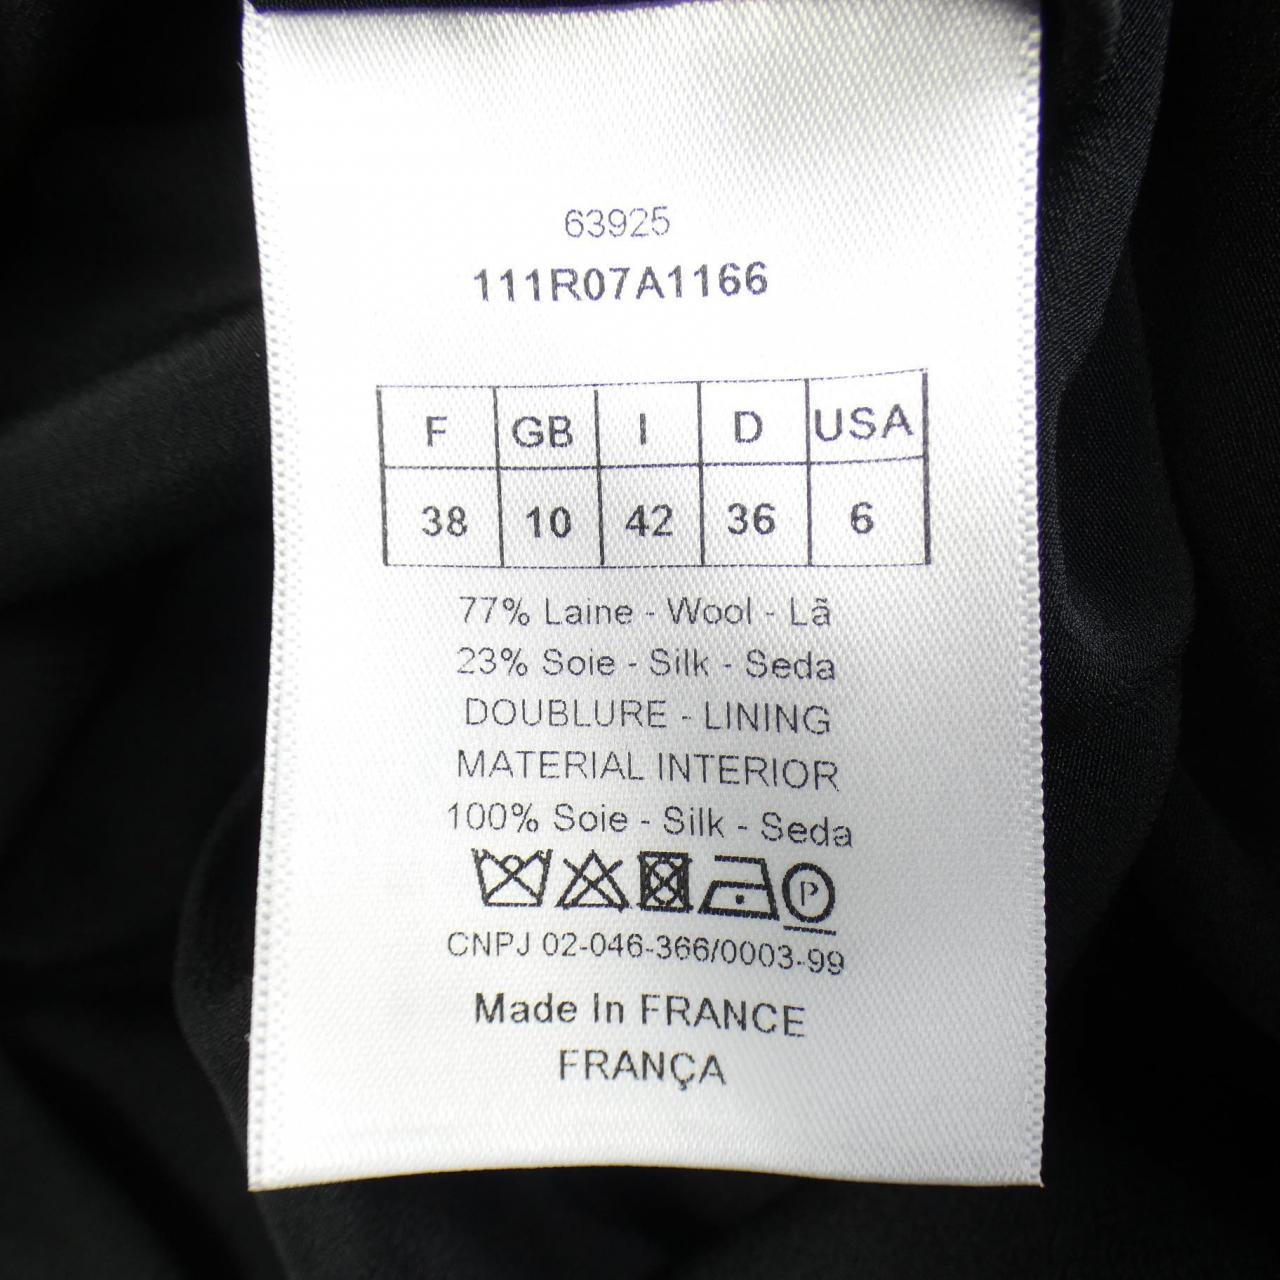 63925
111R07A1166
F GB I D USA
38 10 42 36 6
77% Laine - Wool - Lã
23% Soie - Silk - Seda
DOUBLURE - LINING
MATERIAL INTERIOR
100% Soie - Silk - Seda
P
CNPJ 02-046-366/0003-99
Made In FRANCE
FRANÇA